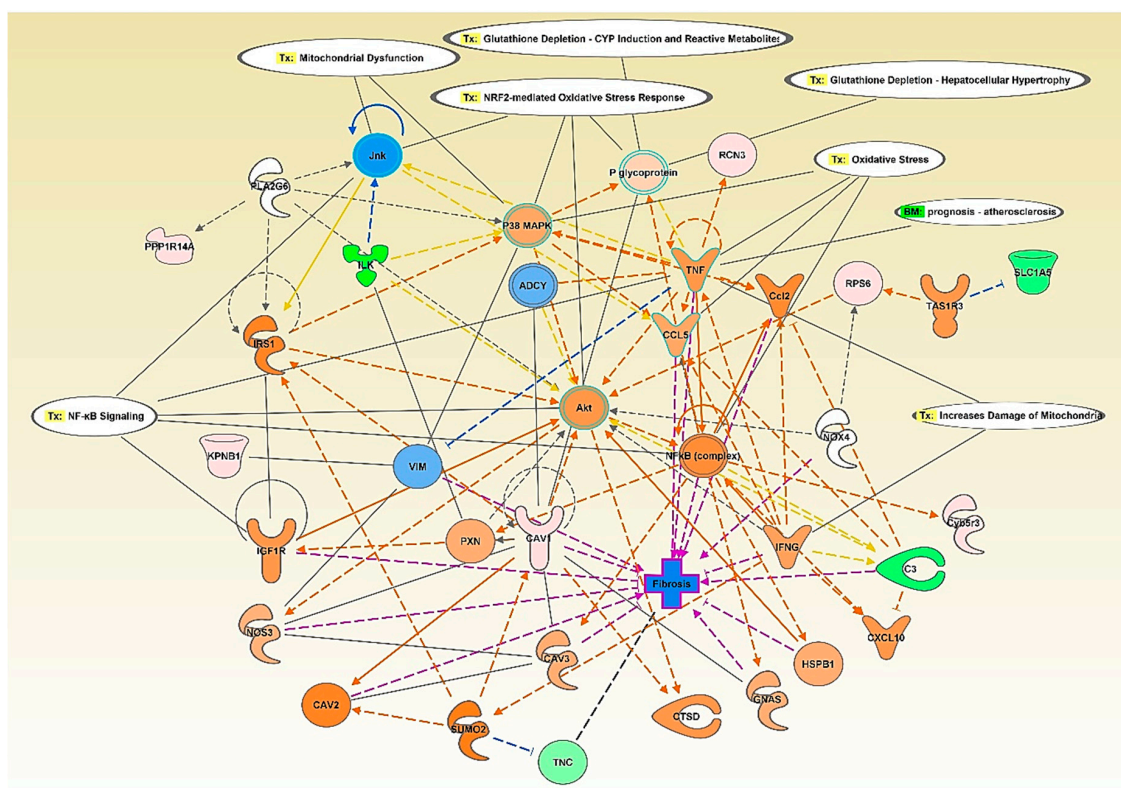 Tx: Glutathione Depletion - CYP Induction and Reactive Metabolites
Tx: Mitochondrial Dysfunction
Tx: Glutathione Depletion - Hepatocellular Hypertrophy
Tx: NRF2-mediated Oxidative Stress Response
Jnk
RCN3
Tx: Oxidative Stress
P glycoprotein
PLA2G6
BM: prognosis - atherosclerosis
P38 MAPK
PPP1R14A
ILK
TNF
SLC1A5
ADCY
Ccl2
RPS6
TAS1R3
CCL5
IRS1
Akt
Tx: NF-κB Signaling
Tx: Increases Damage of Mitochondria
NOX4
KPNB1
VIM
NFkB (complex)
Cyb5r3
IGF1R
PXN
CAV1
IFNG
C3
Fibrosis
NOS3
CXCL10
CAV3
HSPB1
GNAS
CAV2
CTSD
SUMO2
TNC